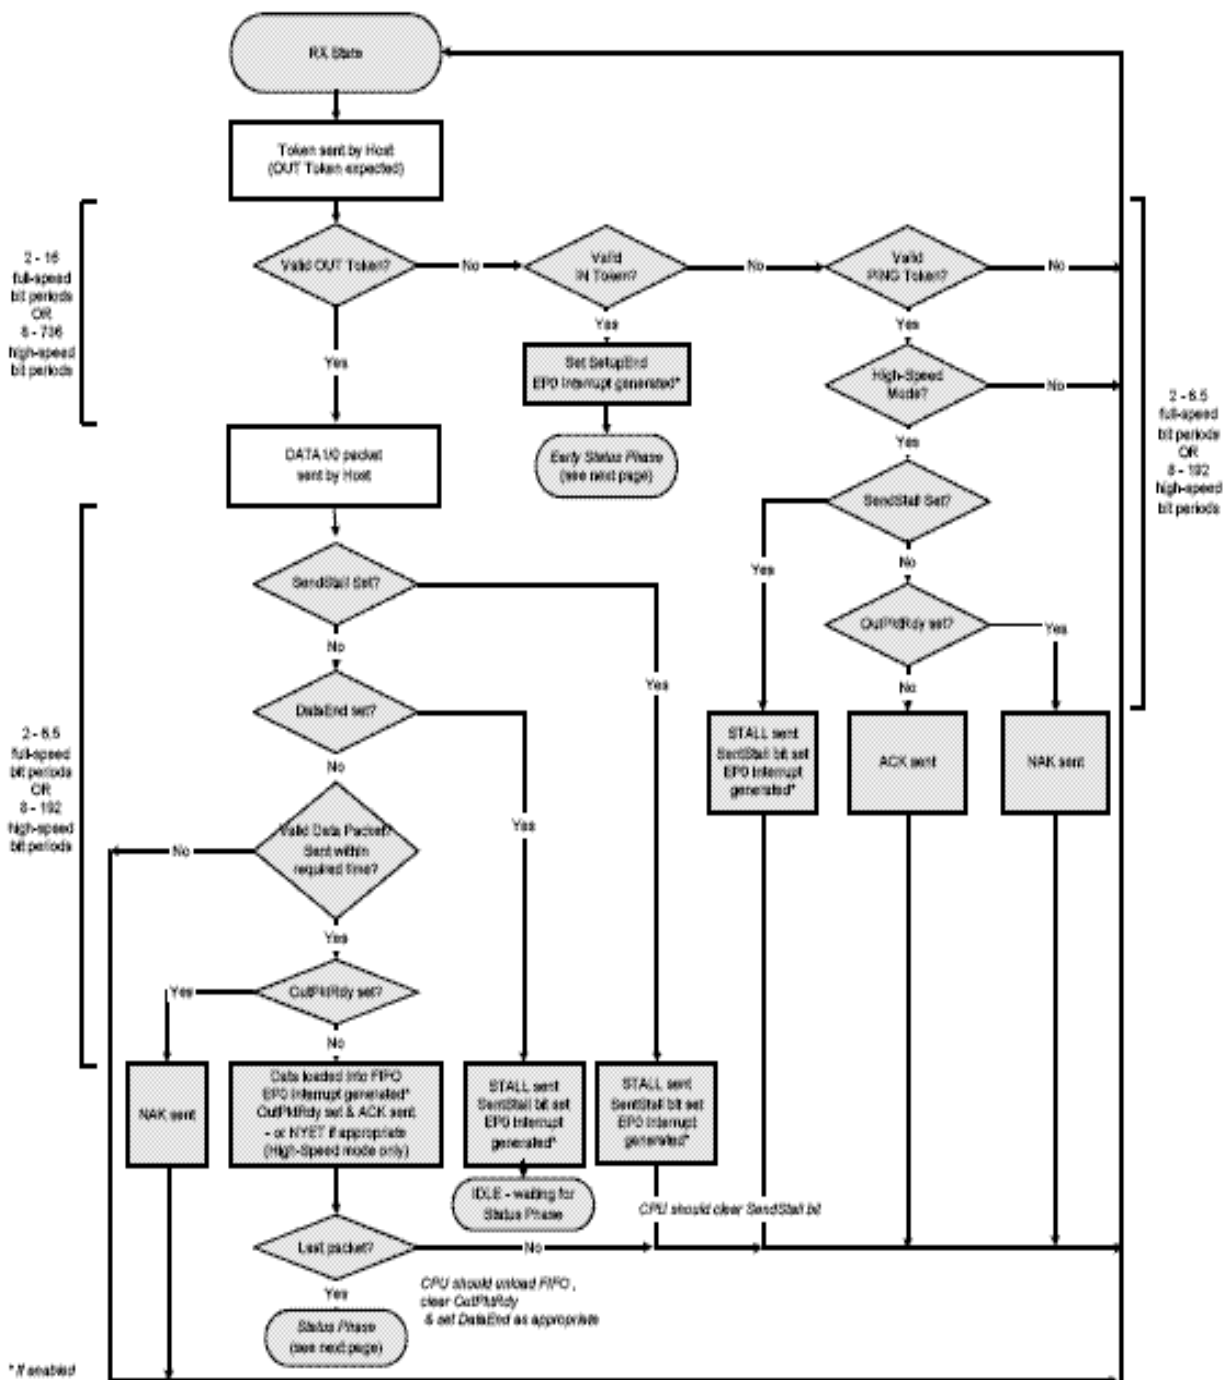 RX State
Token sent by Host
(OUT Token expected)
2 - 16
full-speed
bit periods
OR
8 - 736
high-speed
bit periods
Valid OUT Token?
No
Valid
IN Token?
No
Valid
PING Token?
No
Yes
Yes
Yes
Set SetupEnd
EP0 Interrupt generated*
High-Speed
Mode?
No
Early Status Phase
(see next page)
Yes
2 - 6.5
full-speed
bit periods
OR
8 - 192
high-speed
bit periods
DATA1/0 packet
sent by Host
SendStall Set?
Yes
No
SendStall Set?
No
Yes
OutPktRdy set?
Yes
No
DataEnd set?
No
Yes
STALL sent
SentStall bit set
EP0 Interrupt
generated*
ACK sent
NAK sent
2 - 6.5
full-speed
bit periods
OR
8 - 192
high-speed
bit periods
Valid Data Packet?
Sent within
required time?
No
Yes
Yes
OutPktRdy set?
Yes
No
NAK sent
Data loaded into FIFO
EP0 Interrupt generated*
OutPktRdy set & ACK sent
- or NYET if appropriate
(High-Speed mode only)
STALL sent
SentStall bit set
EP0 Interrupt
generated*
STALL sent
SentStall bit set
EP0 Interrupt
generated*
IDLE - waiting for
Status Phase
CPU should clear SendStall bit
Last packet?
No
Yes
CPU should unload FIFO ,
clear OutPktRdy
& set DataEnd as appropriate
Status Phase
(see next page)
* If enabled